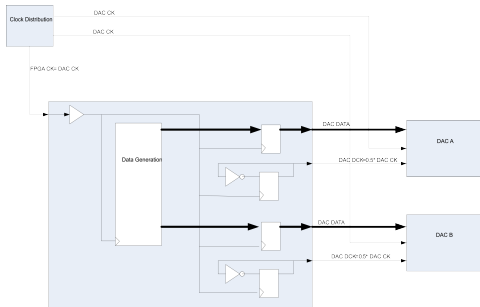 DAC CK
Clock Distribution
DAC CK
FPGA CK= DAC CK
DAC DATA
DAC A
Data Generation
DAC DCK=0.5* DAC CK
DAC DATA
DAC B
DAC DCK=0.5* DAC CK